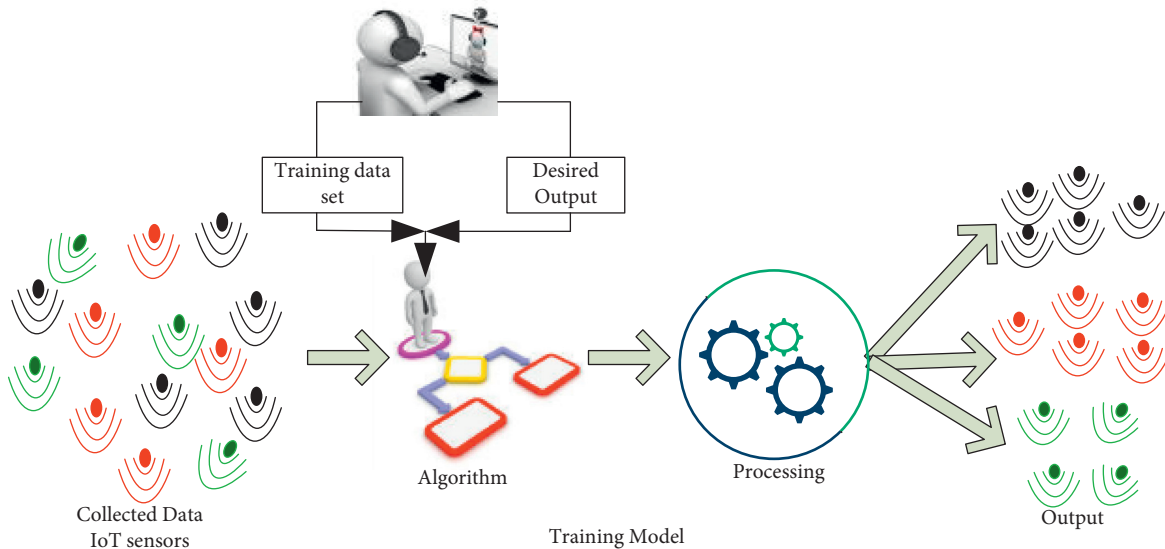 Training data
set
Desired
Output
Algorithm
Processing
Collected Data
IoT sensors
Training Model
Output